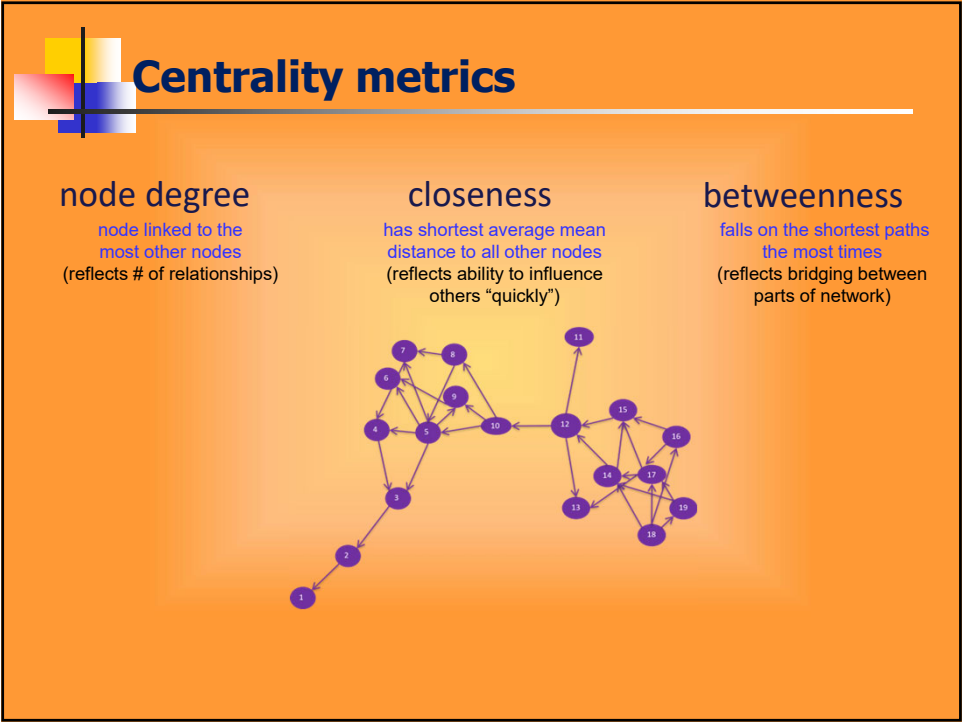 Centrality metrics
node degree
node linked to the
most other nodes
(reflects # of relationships)
closeness
has shortest average mean
distance to all other nodes
(reflects ability to influence
others “quickly”)
betweenness
falls on the shortest paths
the most times
(reflects bridging between
parts of network)
11
7
8
6
9
15
4
5
10
12
16
14
17
3
13
19
18
2
1